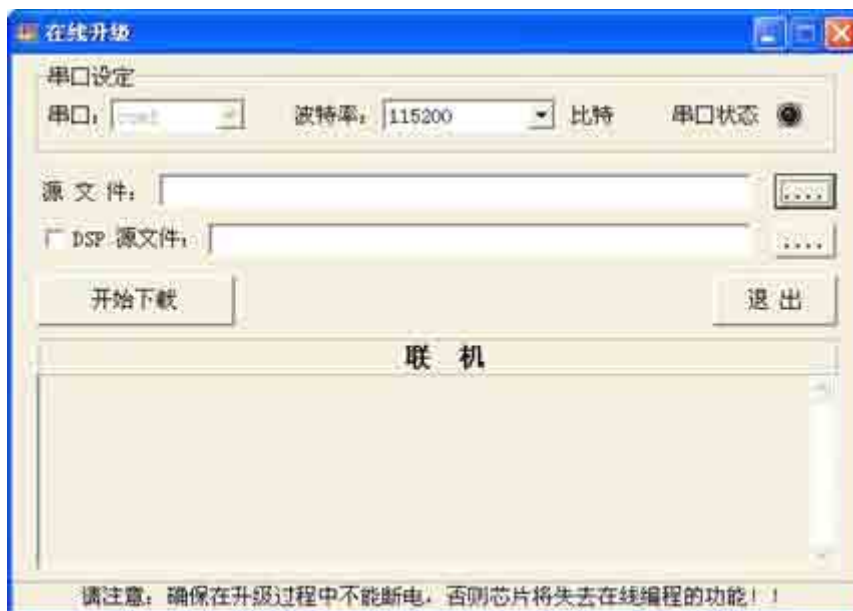 在线升级
串口设定
串口： com1 波特率： 115200 比特 串口状态
源 文 件： ....
DSP 源文件： ....
开始下载 退 出
联 机
请注意：确保在升级过程中不能断电，否则芯片将失去在线编程的功能！！